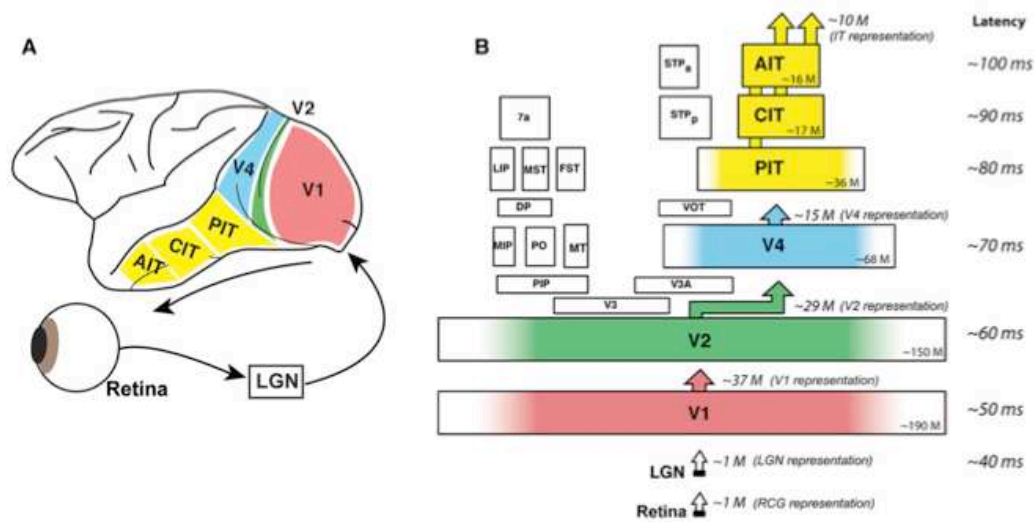 A
V2
V4
V1
PIT
CIT
AIT
Retina
LGN
B
Latency
~10 M
(IT representation)
STPa
AIT
~16 M
~100 ms
7a
STPp
CIT
~17 M
~90 ms
LIP
MST
FST
PIT
~36 M
~80 ms
DP
VOT
~15 M (V4 representation)
MIP
PO
MT
V4
~68 M
~70 ms
PIP
V3A
V3
~29 M (V2 representation)
V2
~150 M
~60 ms
~37 M (V1 representation)
V1
~190 M
~50 ms
LGN ~1 M (LGN representation)
~40 ms
Retina ~1 M (RCG representation)